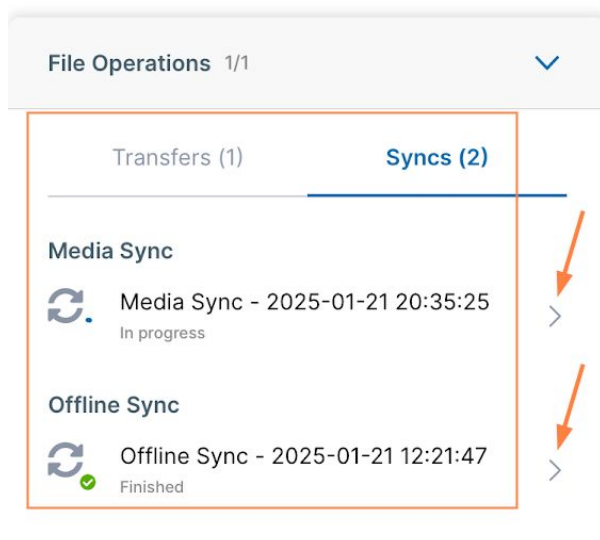 File Operations 1/1
Transfers (1) Syncs (2)
Media Sync
Media Sync - 2025-01-21 20:35:25
In progress
Offline Sync
Offline Sync - 2025-01-21 12:21:47
Finished